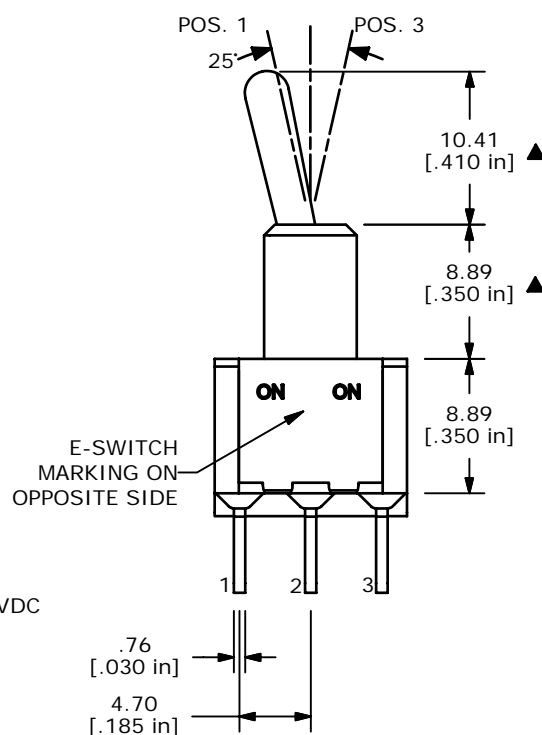 POS. 1
POS. 3
25°
10.41
[.410 in] ▲
8.89
[.350 in] ▲
ON ON
8.89
[.350 in]
E-SWITCH
MARKING ON
OPPOSITE SIDE
1 2 3
VDC
.76
[.030 in]
4.70
[.185 in]